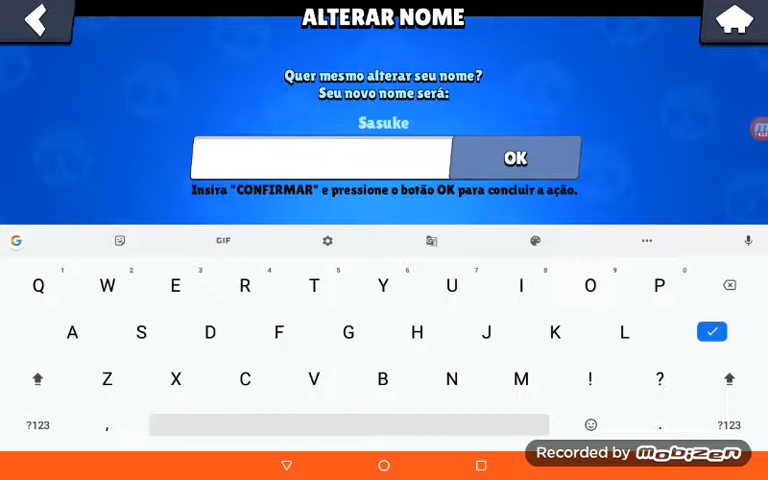 ALTERAR NOME
Quer mesmo alterar seu nome?
Seu novo nome será:
Sasuke
OK
Insira "CONFIRMAR" e pressione o botão OK para concluir a ação.
G GIF ...
1 2 3 4 5 6 7 8 9 0
Q W E R T Y U I O P
A S D F G H J K L
Z X C V B N M ! ?
?123 , . ?123
Recorded by mobizen